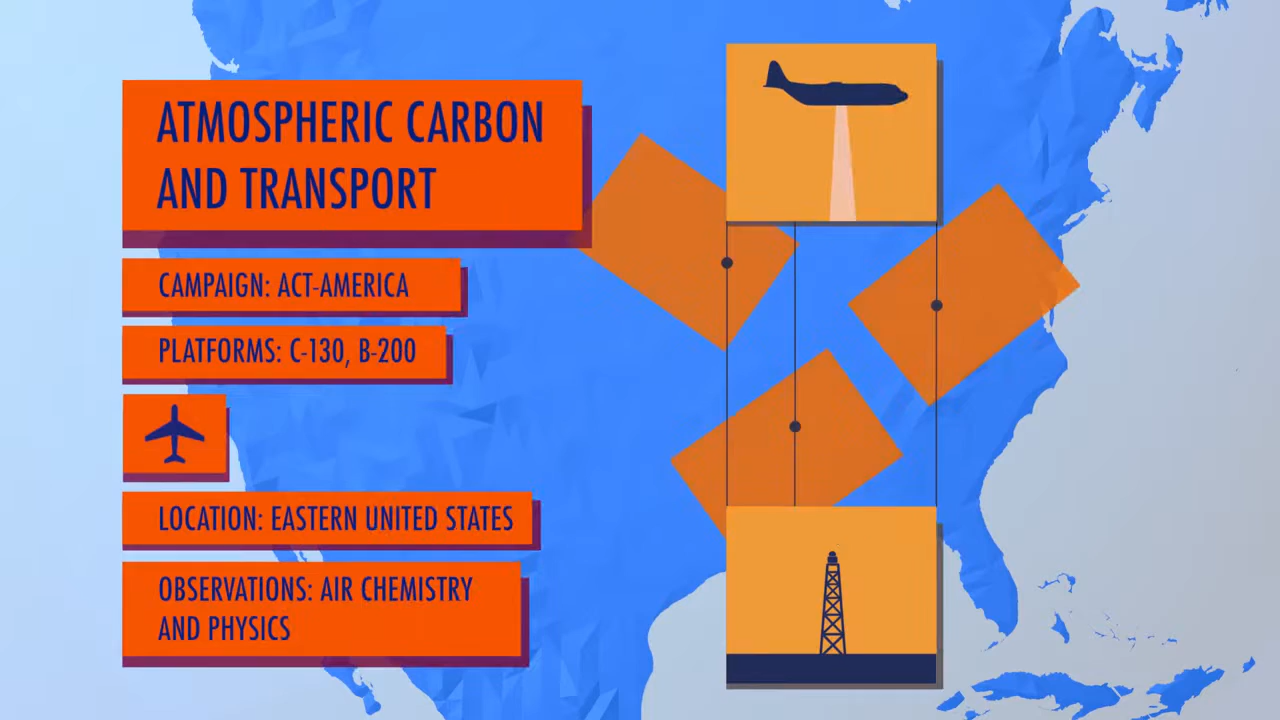 ATMOSPHERIC CARBON
AND TRANSPORT
CAMPAIGN: ACT-AMERICA
PLATFORMS: C-130, B-200
LOCATION: EASTERN UNITED STATES
OBSERVATIONS: AIR CHEMISTRY
AND PHYSICS